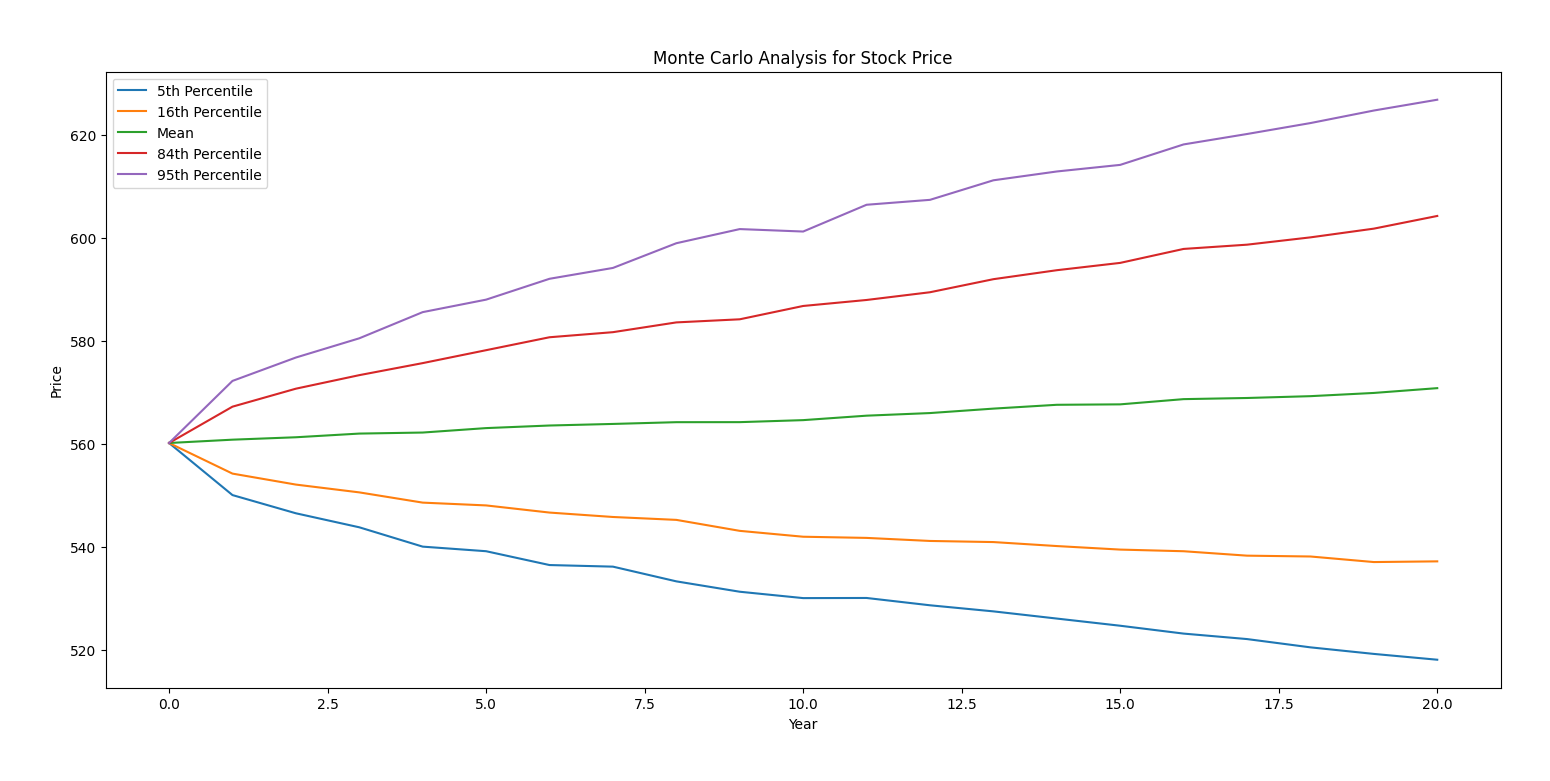 Monte Carlo Analysis for Stock Price
5th Percentile
16th Percentile
Mean
84th Percentile
95th Percentile
620
600
580
560
540
520
Price
0.0 2.5 5.0 7.5 10.0 12.5 15.0 17.5 20.0
Year